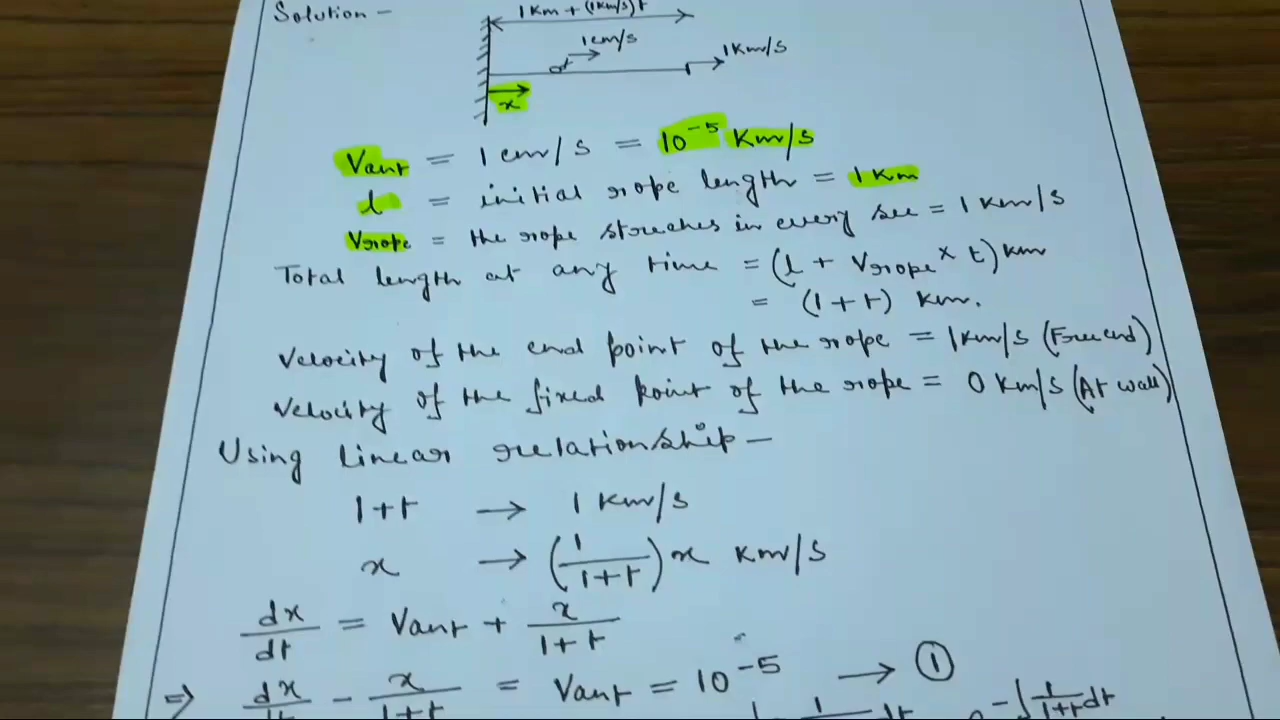 Solution –
1Km + (1Km/s)t
1cm/s
1Km/s
x
Vant = 1 cm/s = 10⁻⁵ Km/s
l = initial rope length = 1 Km
Vrope = the rope streches in every sec = 1 Km/s
Total length at any time = (l + Vrope × t) Km
= (1+t) Km.
Velocity of the end point of the rope = 1Km/s (Free end)
Velocity of the fixed point of the rope = 0 Km/s (At wall)
Using linear relationship –
1+t → 1 Km/s
x → (1/1+t)x Km/s
dx/dt = Vant + x/1+t
⇒ dx/dt - x/1+t = Vant = 10⁻⁵ → ①